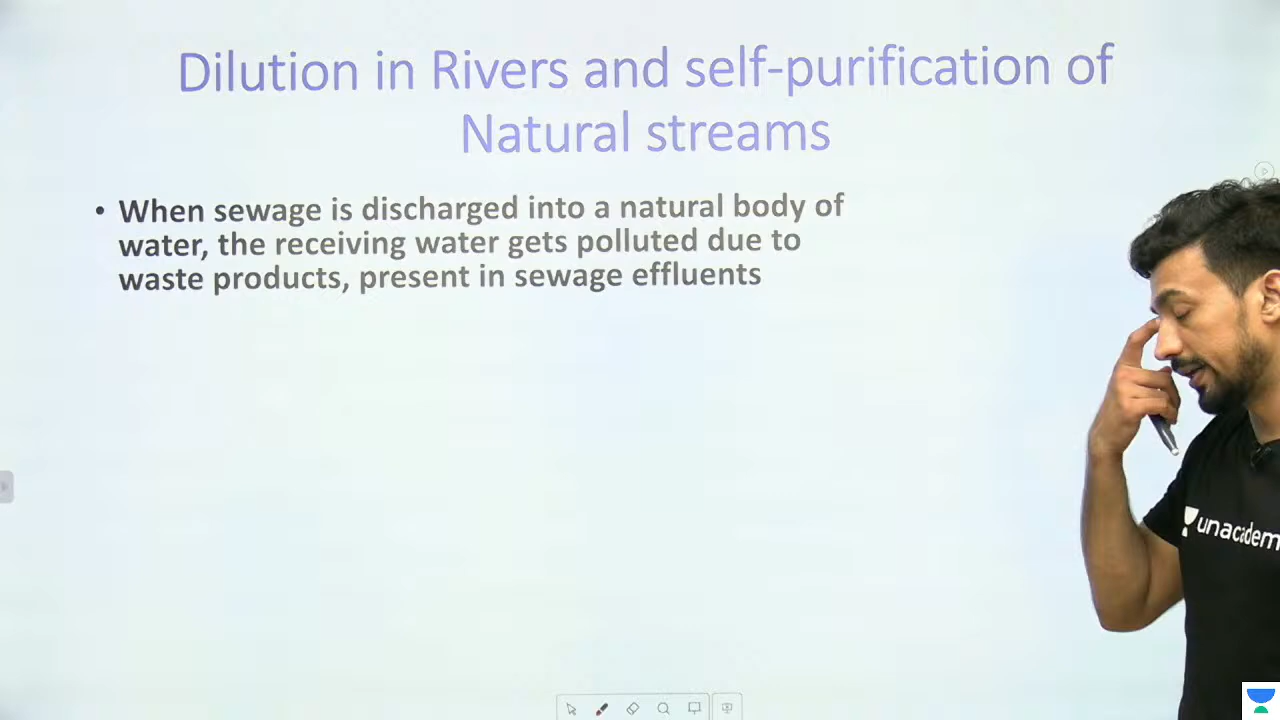 Dilution in Rivers and self-purification of
Natural streams
• When sewage is discharged into a natural body of
water, the receiving water gets polluted due to
waste products, present in sewage effluents
unacadem